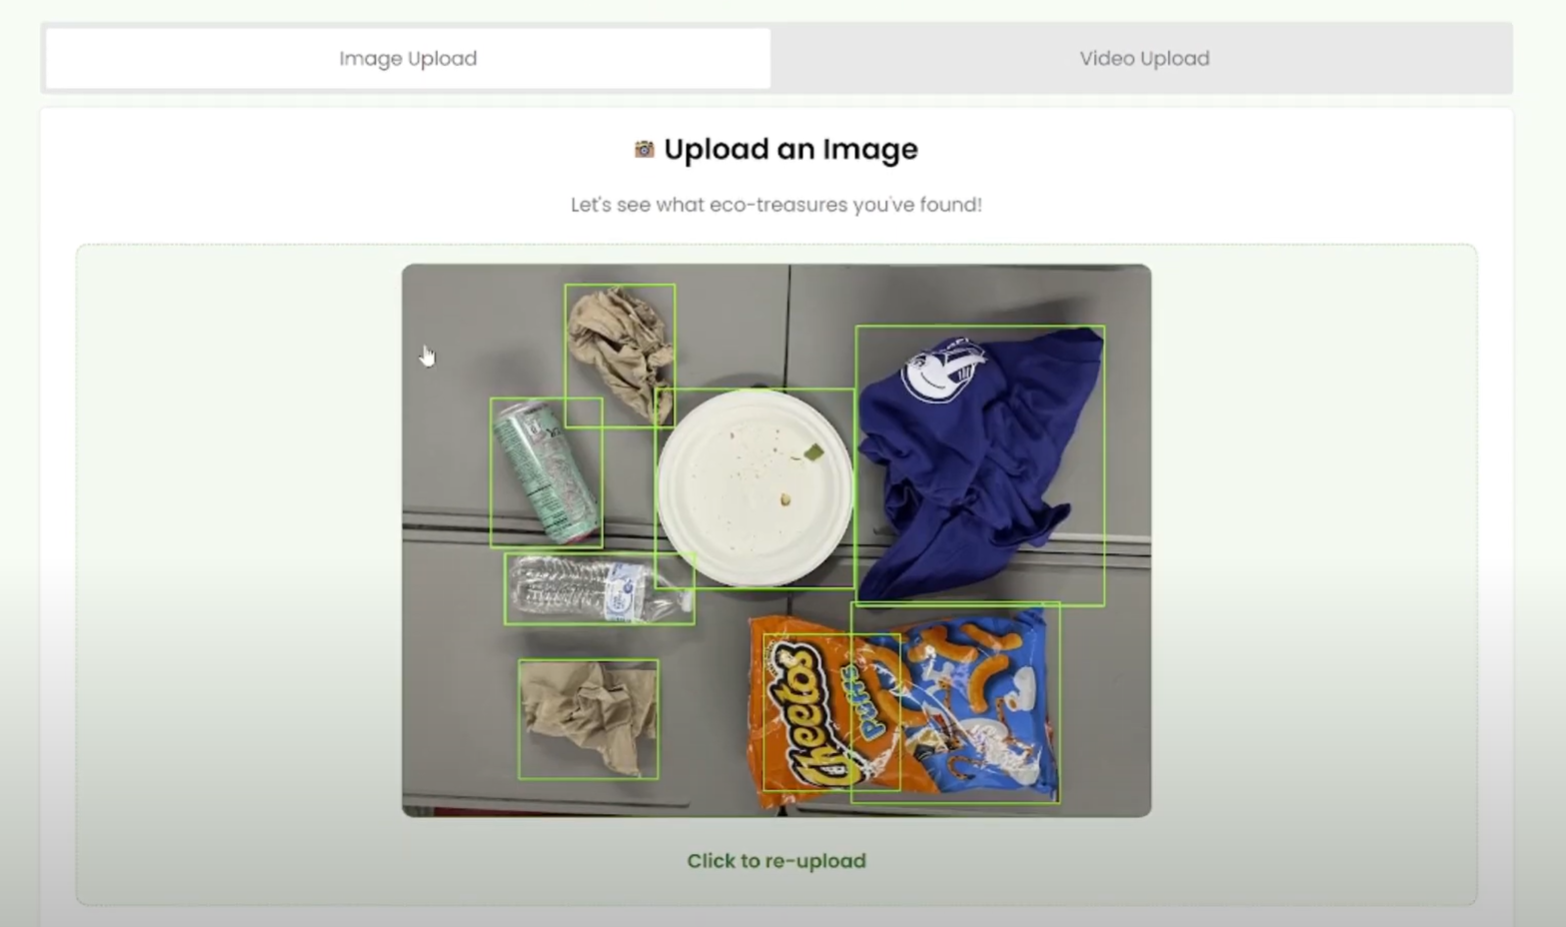 Image Upload
Video Upload
Upload an Image
Let's see what eco-treasures you've found!
Cheetos
Puffs
Click to re-upload